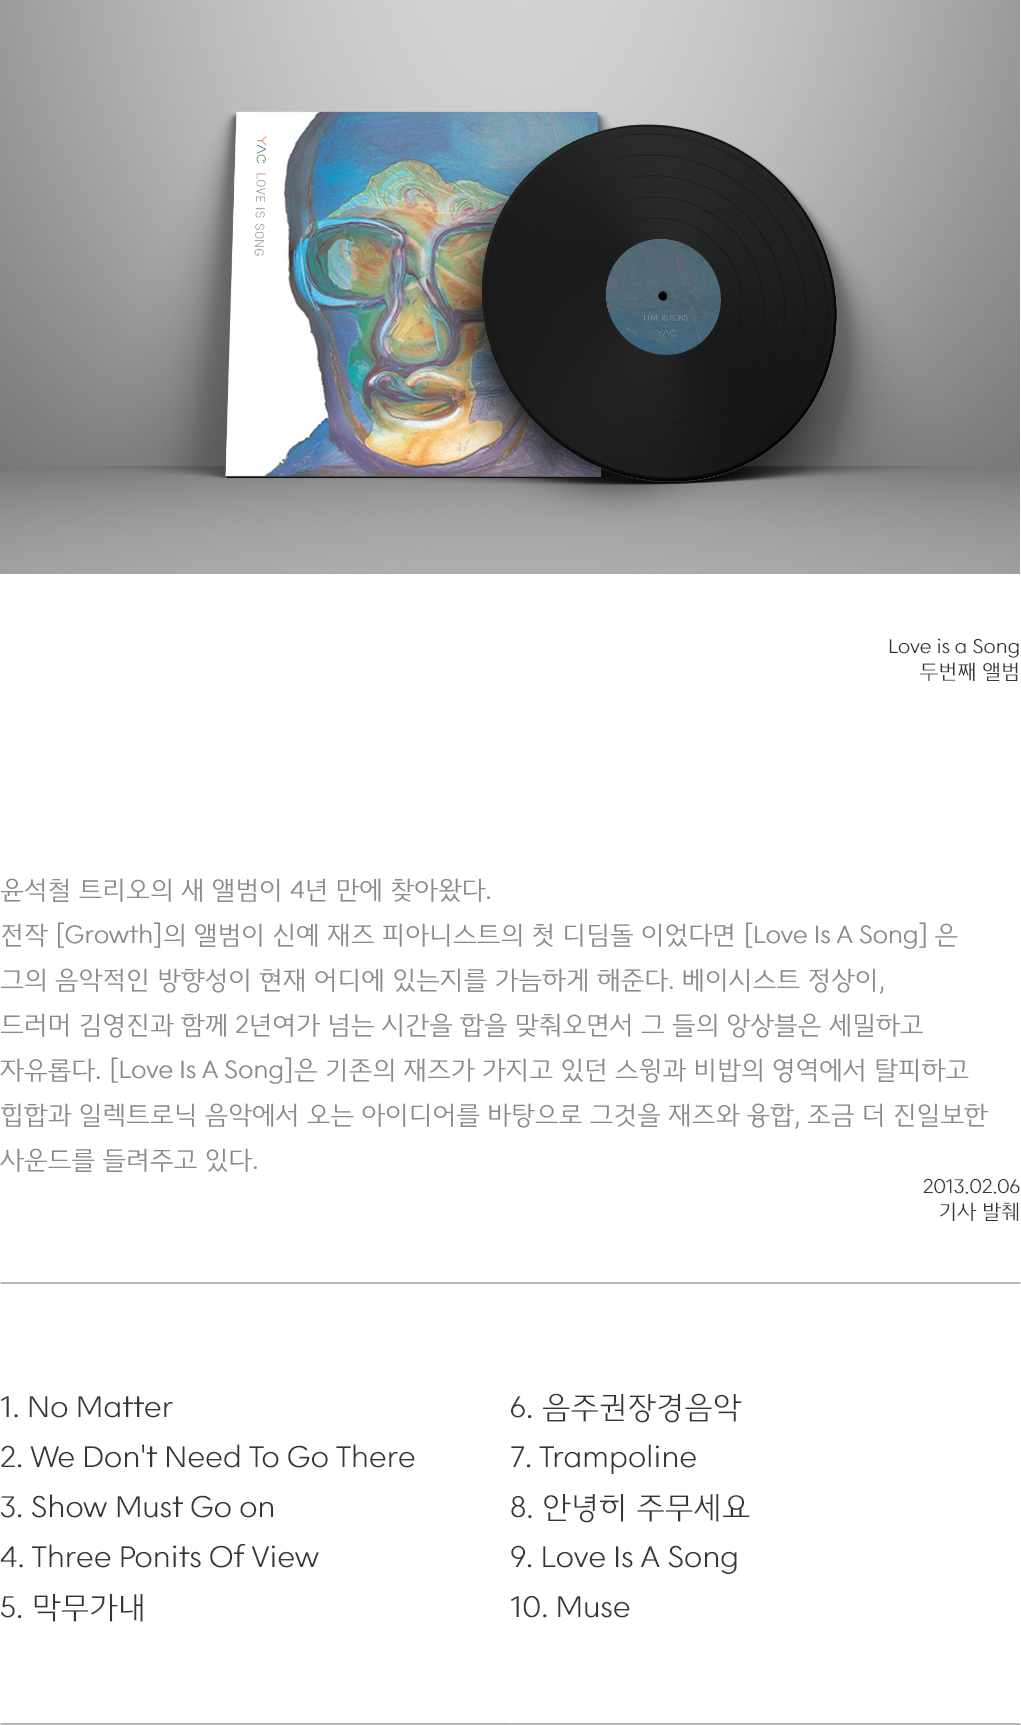 YAC LOVE IS SONG
LOVE IS SONG
YAC
Love is a Song
두번째 앨범
윤석철 트리오의 새 앨범이 4년 만에 찾아왔다.
전작 [Growth]의 앨범이 신예 재즈 피아니스트의 첫 디딤돌 이었다면 [Love Is A Song] 은
그의 음악적인 방향성이 현재 어디에 있는지를 가늠하게 해준다. 베이시스트 정상이,
드러머 김영진과 함께 2년여가 넘는 시간을 합을 맞춰오면서 그 들의 앙상블은 세밀하고
자유롭다. [Love Is A Song]은 기존의 재즈가 가지고 있던 스윙과 비밥의 영역에서 탈피하고
힙합과 일렉트로닉 음악에서 오는 아이디어를 바탕으로 그것을 재즈와 융합, 조금 더 진일보한
사운드를 들려주고 있다.
2013.02.06
기사 발췌
1. No Matter
2. We Don't Need To Go There
3. Show Must Go on
4. Three Ponits Of View
5. 막무가내
6. 음주권장경음악
7. Trampoline
8. 안녕히 주무세요
9. Love Is A Song
10. Muse